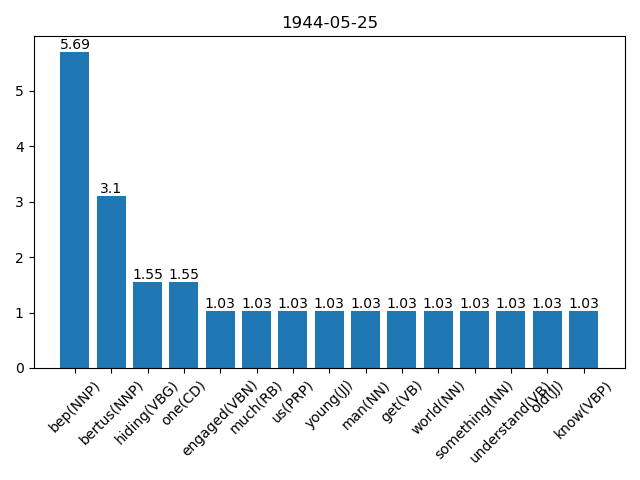 1944-05-25
5.69
3.1
1.55
1.55
1.03
1.03
1.03
1.03
1.03
1.03
1.03
1.03
1.03
1.03
1.03
5
4
3
2
1
0
bep(NNP)
bertus(NNP)
hiding(VBG)
one(CD)
engaged(VBN)
much(RB)
us(PRP)
young(JJ)
man(NN)
get(VB)
world(NN)
something(NN)
understand(VB)
old(JJ)
know(VBP)